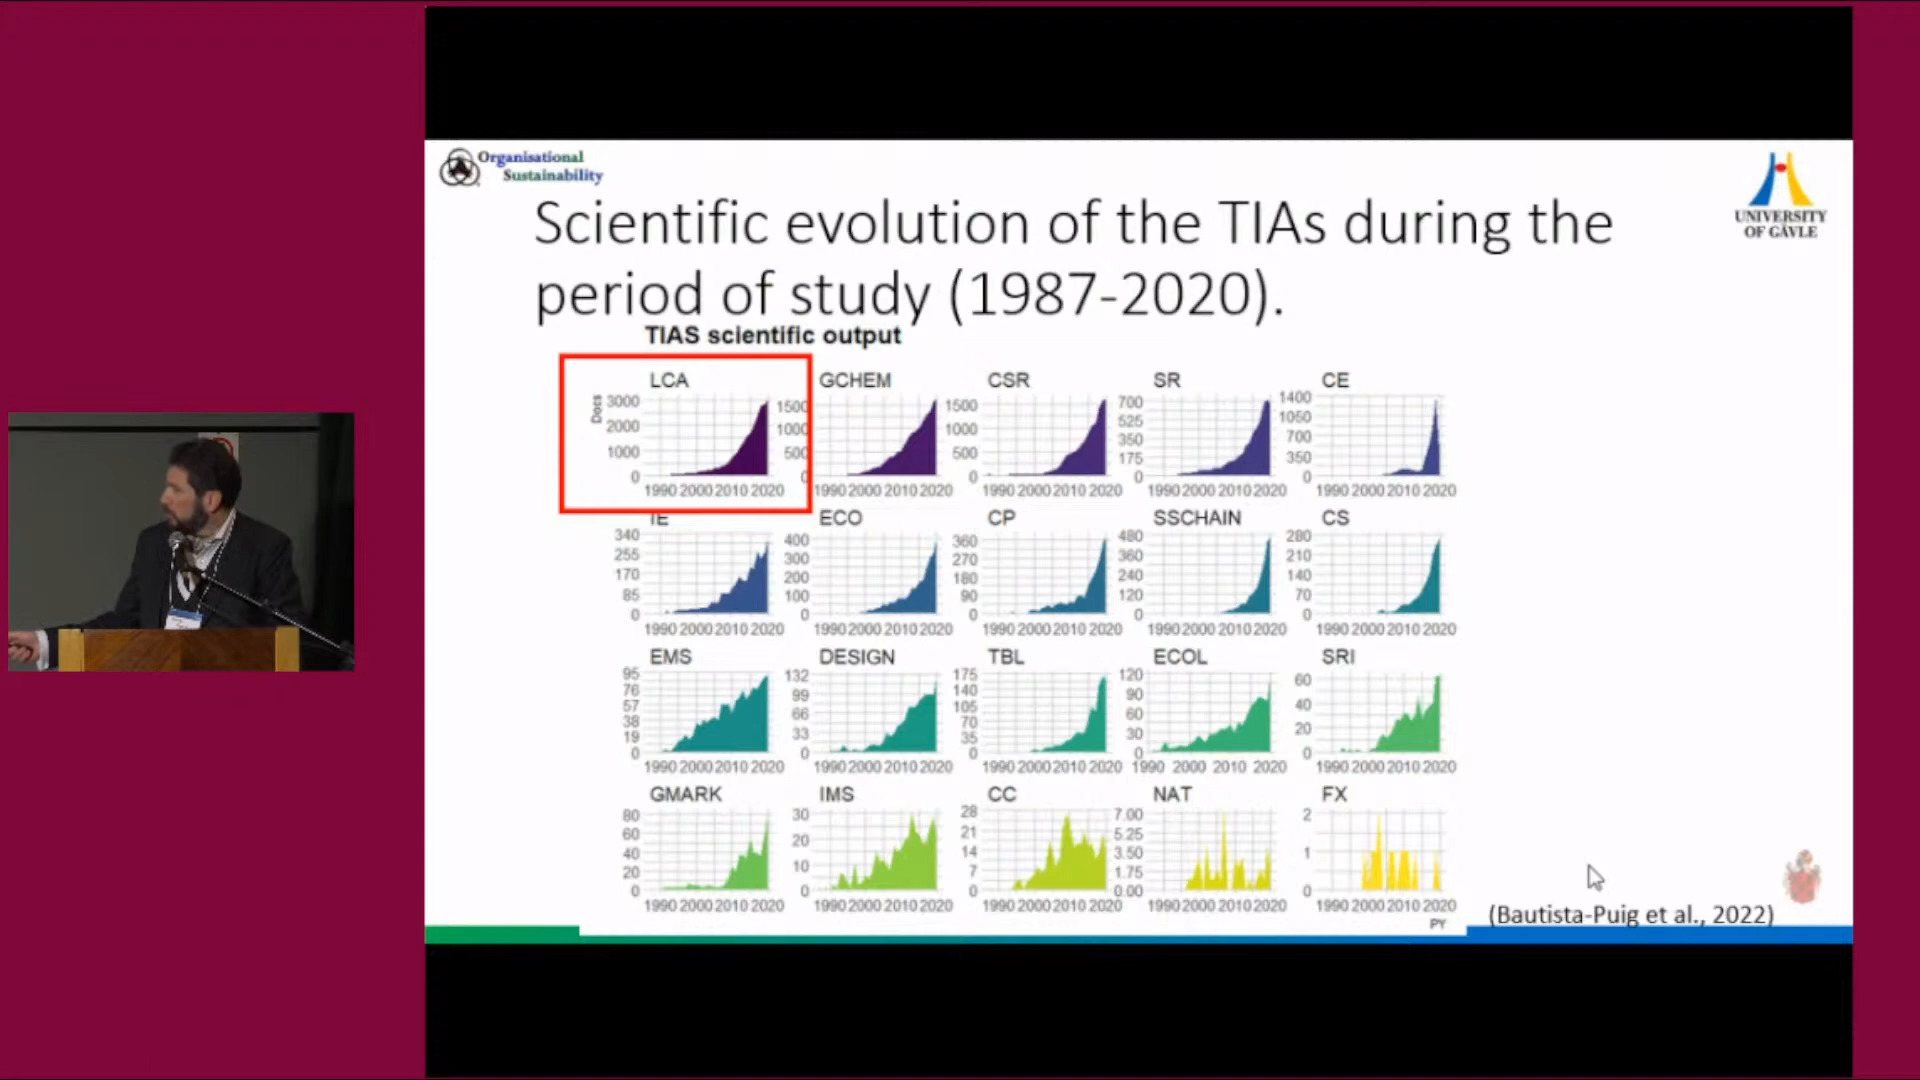 Organisational
Sustainability
UNIVERSITY
OF GÄVLE
Scientific evolution of the TIAs during the
period of study (1987-2020).
TIAS scientific output
LCA GCHEM CSR SR CE
Docs
3000 1500 1500 700 1400
2000 1000 1000 525 1050
1000 500 500 350 700
0 0 0 175 350
0 0
1990 2000 2010 2020 1990 2000 2010 2020 1990 2000 2010 2020 1990 2000 2010 2020 1990 2000 2010 2020
IE ECO CP SSCHAIN CS
340 400 360 480 280
255 300 270 360 210
170 200 180 240 140
85 100 90 120 70
0 0 0 0 0
1990 2000 2010 2020 1990 2000 2010 2020 1990 2000 2010 2020 1990 2000 2010 2020 1990 2000 2010 2020
EMS DESIGN TBL ECOL SRI
95 132 175 120 60
76 99 140 90 40
57 66 105 60 20
38 33 70 30 0
19 0 35 0
0 0
1990 2000 2010 2020 1990 2000 2010 2020 1990 2000 2010 2020 1990 2000 2010 2020 1990 2000 2010 2020
GMARK IMS CC NAT FX
80 30 28 7.00 2
60 20 21 5.25 1
40 10 14 3.50 0
20 0 7 1.75
0 0 0.00
1990 2000 2010 2020 1990 2000 2010 2020 1990 2000 2010 2020 1990 2000 2010 2020 1990 2000 2010 2020
PY
(Bautista-Puig et al., 2022)